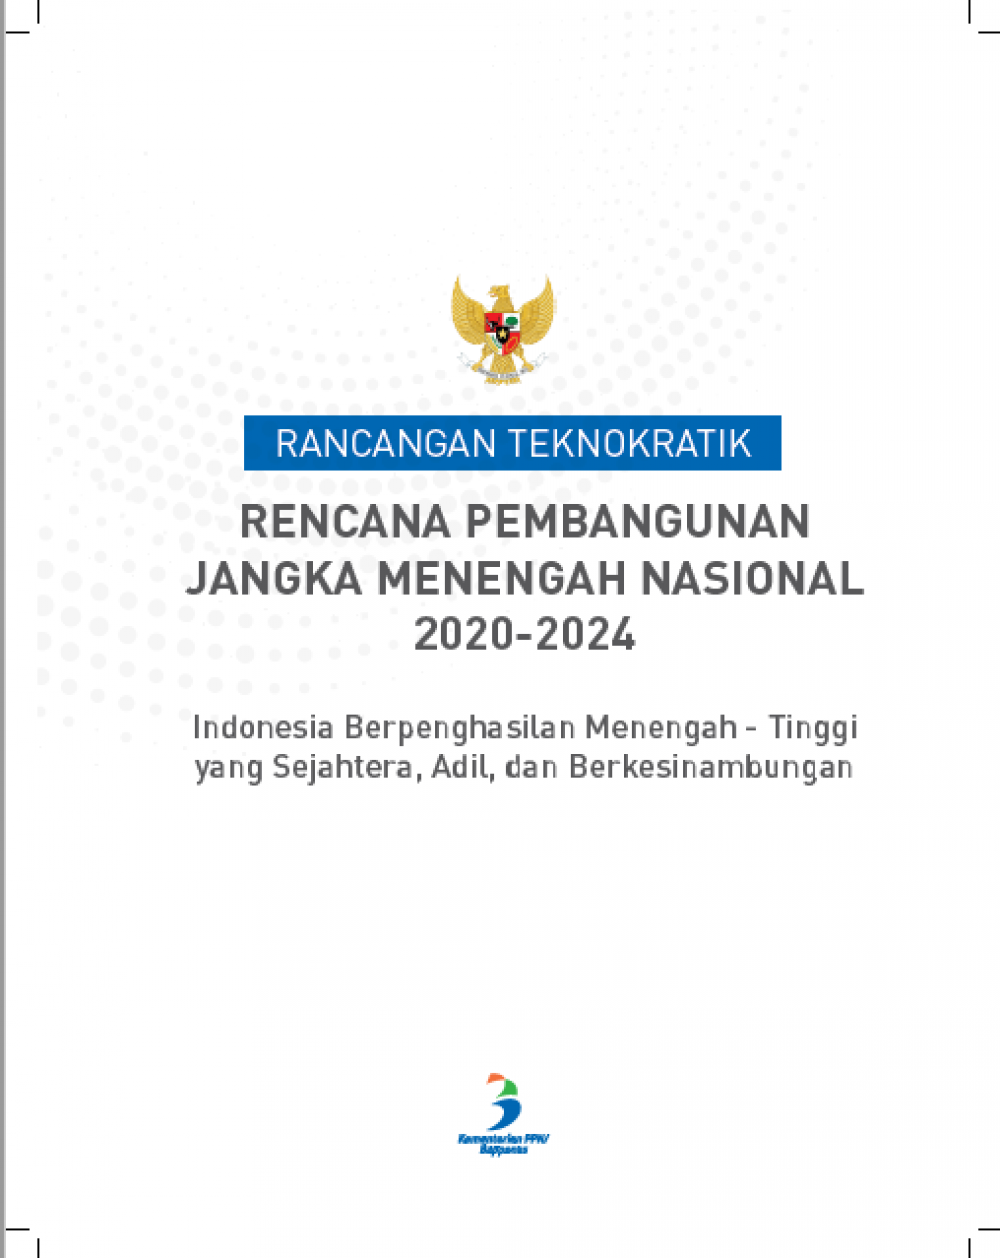 RANCANGAN TEKNOKRATIK
RENCANA PEMBANGUNAN
JANGKA MENENGAH NASIONAL
2020-2024
Indonesia Berpenghasilan Menengah - Tinggi
yang Sejahtera, Adil, dan Berkesinambungan
Kementerian PPN/
Bappenas